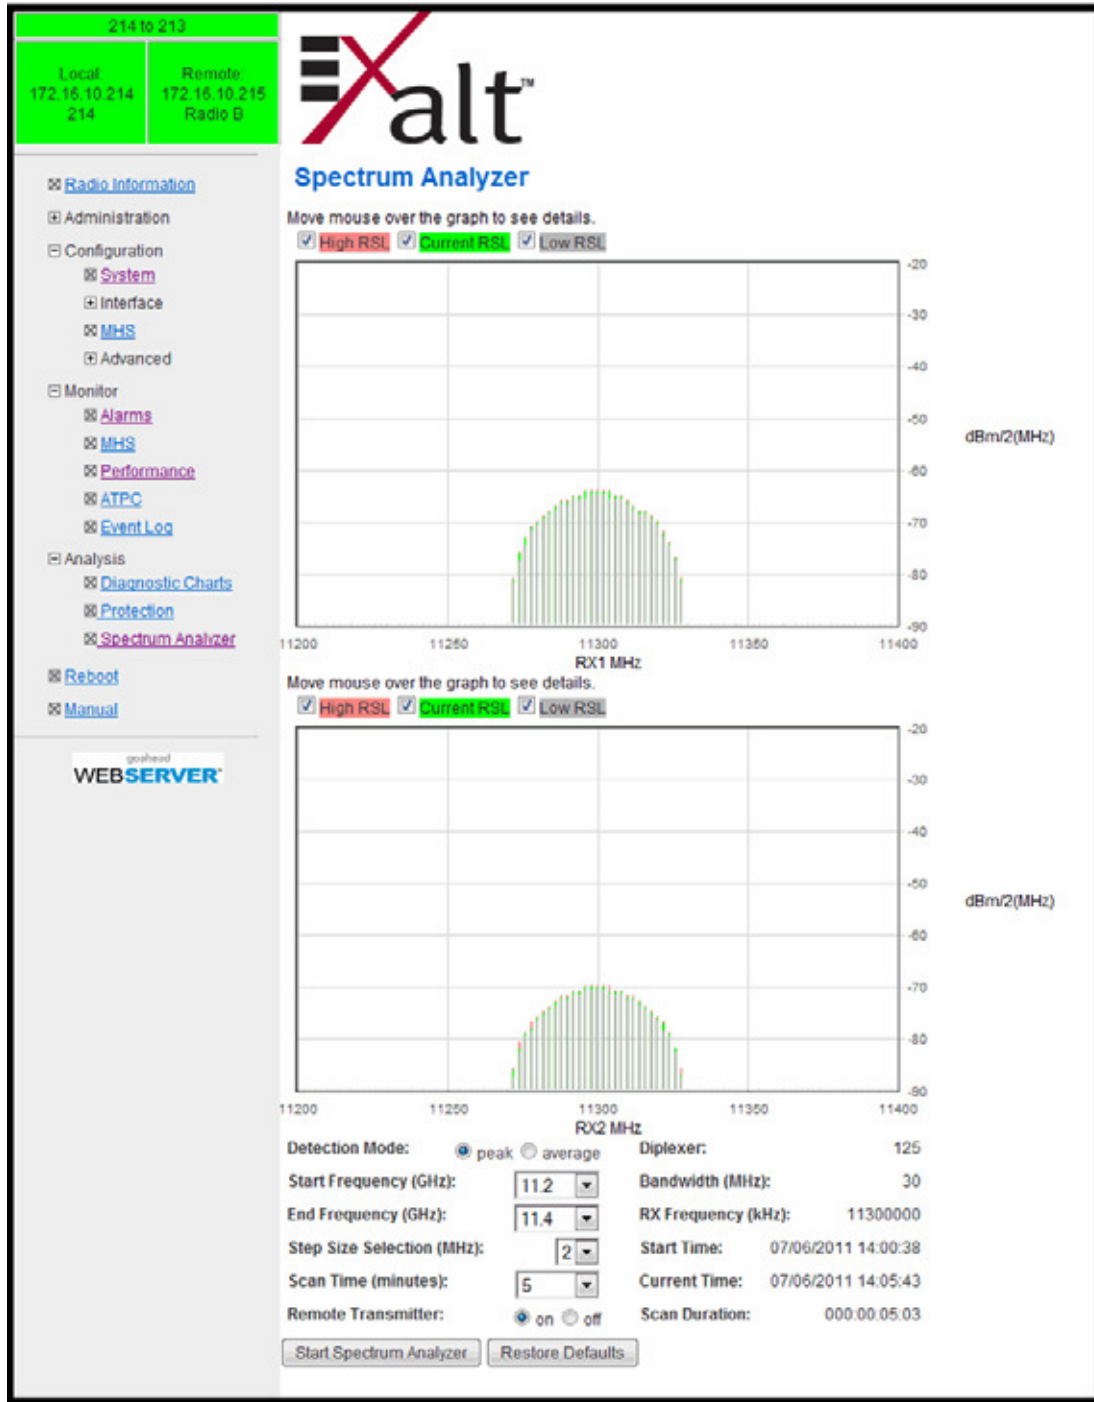 214 to 213
Local:
172.16.10.214
214
Remote:
172.16.10.215
Radio B
Exalt™
Radio Information
Administration
Configuration
System
Interface
MHS
Advanced
Monitor
Alarms
MHS
Performance
ATPC
Event Log
Analysis
Diagnostic Charts
Protection
Spectrum Analyzer
Reboot
Manual
goahead
WEBSERVER
Spectrum Analyzer
Move mouse over the graph to see details.
High RSL Current RSL Low RSL
-20
-30
-40
-50
dBm/2(MHz)
-60
-70
-80
-90
11200 11250 11300 11350 11400
RX1 MHz
Move mouse over the graph to see details.
High RSL Current RSL Low RSL
-20
-30
-40
-50
dBm/2(MHz)
-60
-70
-80
-90
11200 11250 11300 11350 11400
RX2 MHz
Detection Mode: peak average Diplexer: 125
Start Frequency (GHz): 11.2 Bandwidth (MHz): 30
End Frequency (GHz): 11.4 RX Frequency (kHz): 11300000
Step Size Selection (MHz): 2 Start Time: 07/06/2011 14:00:38
Scan Time (minutes): 5 Current Time: 07/06/2011 14:05:43
Remote Transmitter: on off Scan Duration: 000:00:05:03
Start Spectrum Analyzer Restore Defaults